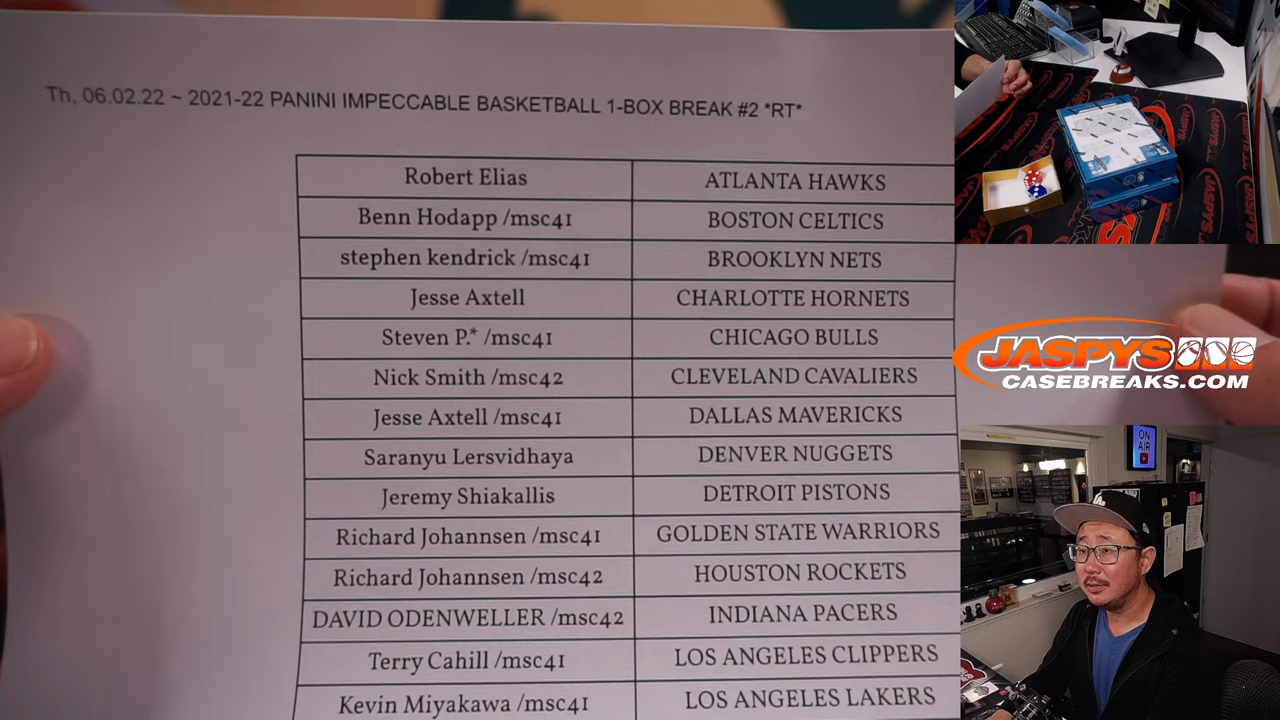 Th, 06.02.22 ~ 2021-22 PANINI IMPECCABLE BASKETBALL 1-BOX BREAK #2 *RT*
Robert Elias ATLANTA HAWKS
Benn Hodapp /msc41 BOSTON CELTICS
stephen kendrick /msc41 BROOKLYN NETS
Jesse Axtell CHARLOTTE HORNETS
Steven P.* /msc41 CHICAGO BULLS
Nick Smith /msc42 CLEVELAND CAVALIERS
Jesse Axtell /msc41 DALLAS MAVERICKS
Saranyu Lersvidhaya DENVER NUGGETS
Jeremy Shiakallis DETROIT PISTONS
Richard Johannsen /msc41 GOLDEN STATE WARRIORS
Richard Johannsen /msc42 HOUSTON ROCKETS
DAVID ODENWELLER /msc42 INDIANA PACERS
Terry Cahill /msc41 LOS ANGELES CLIPPERS
Kevin Miyakawa /msc41 LOS ANGELES LAKERS
JASPYS
CASEBREAKS.COM
ON
AIR
JASPYS
JASPYS